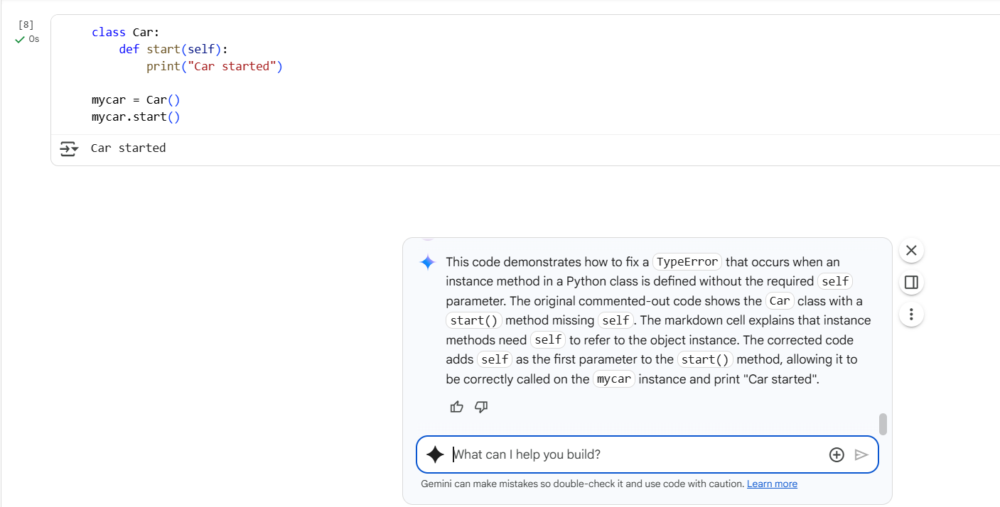 [8]
0s
class Car:
    def start(self):
        print("Car started")
mycar = Car()
mycar.start()
Car started
This code demonstrates how to fix a TypeError that occurs when an
instance method in a Python class is defined without the required self
parameter. The original commented-out code shows the Car class with a
start() method missing self. The markdown cell explains that instance
methods need self to refer to the object instance. The corrected code
adds self as the first parameter to the start() method, allowing it to
be correctly called on the mycar instance and print "Car started".
What can I help you build?
Gemini can make mistakes so double-check it and use code with caution. Learn more